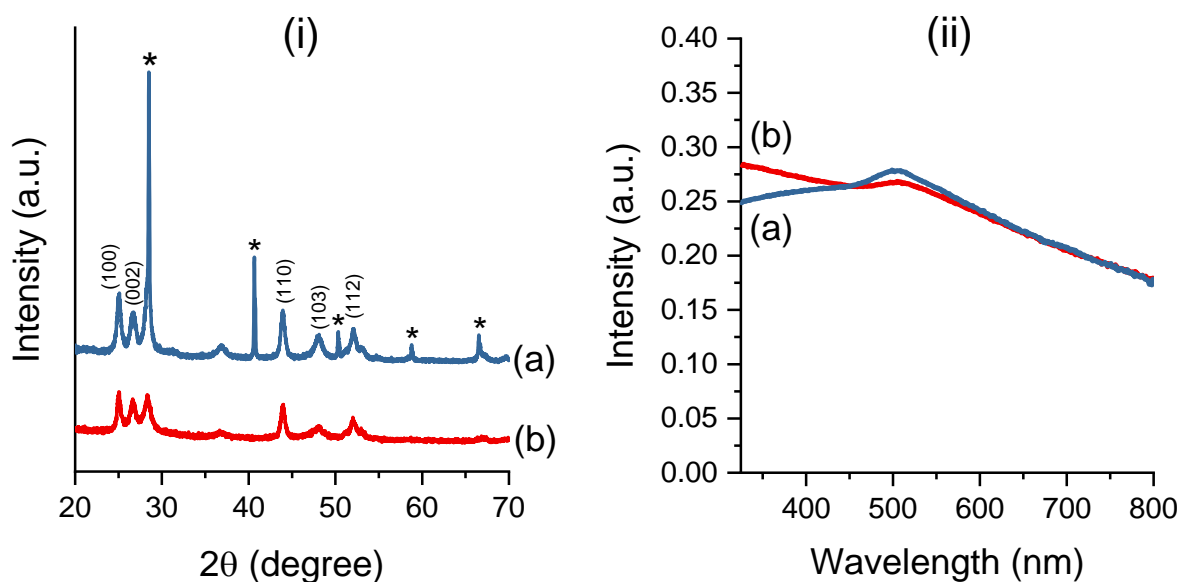 (i)
Intensity (a.u.)
*
*
*
*
*
(100)
(002)
(110)
(103)
(112)
(a)
(b)
20 30 40 50 60 70
2θ (degree)
(ii)
Intensity (a.u.)
0.40
0.35
0.30
0.25
0.20
0.15
0.10
0.05
0.00
(b)
(a)
400 500 600 700 800
Wavelength (nm)